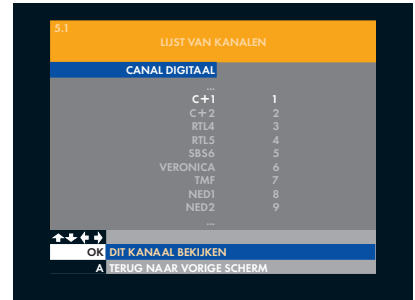 5.1
LIJST VAN KANALEN
CANAL DIGITAAL
...
C+1 1
C+2 2
RTL4 3
RTL5 4
SBS6 5
VERONICA 6
TMF 7
NED1 8
NED2 9
...
OK DIT KANAAL BEKIJKEN
A TERUG NAAR VORIGE SCHERM